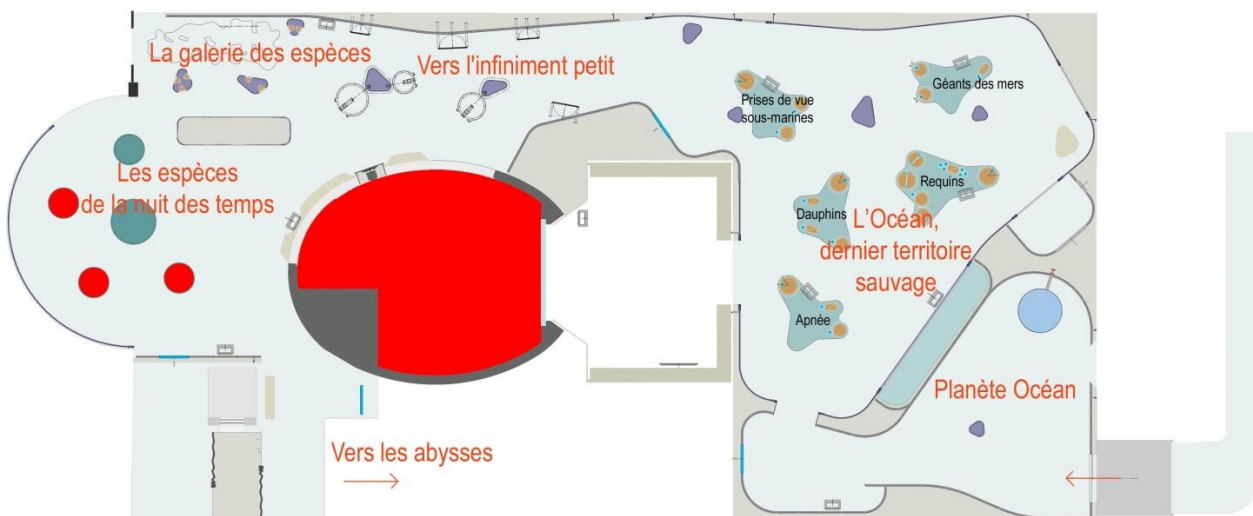 La galerie des espèces
Vers l'infiniment petit
Prises de vue
sous-marines
Géants des mers
Les espèces
de la nuit des temps
Requins
Dauphins
L'Océan,
dernier territoire
sauvage
Apnée
Planète Océan
Vers les abysses